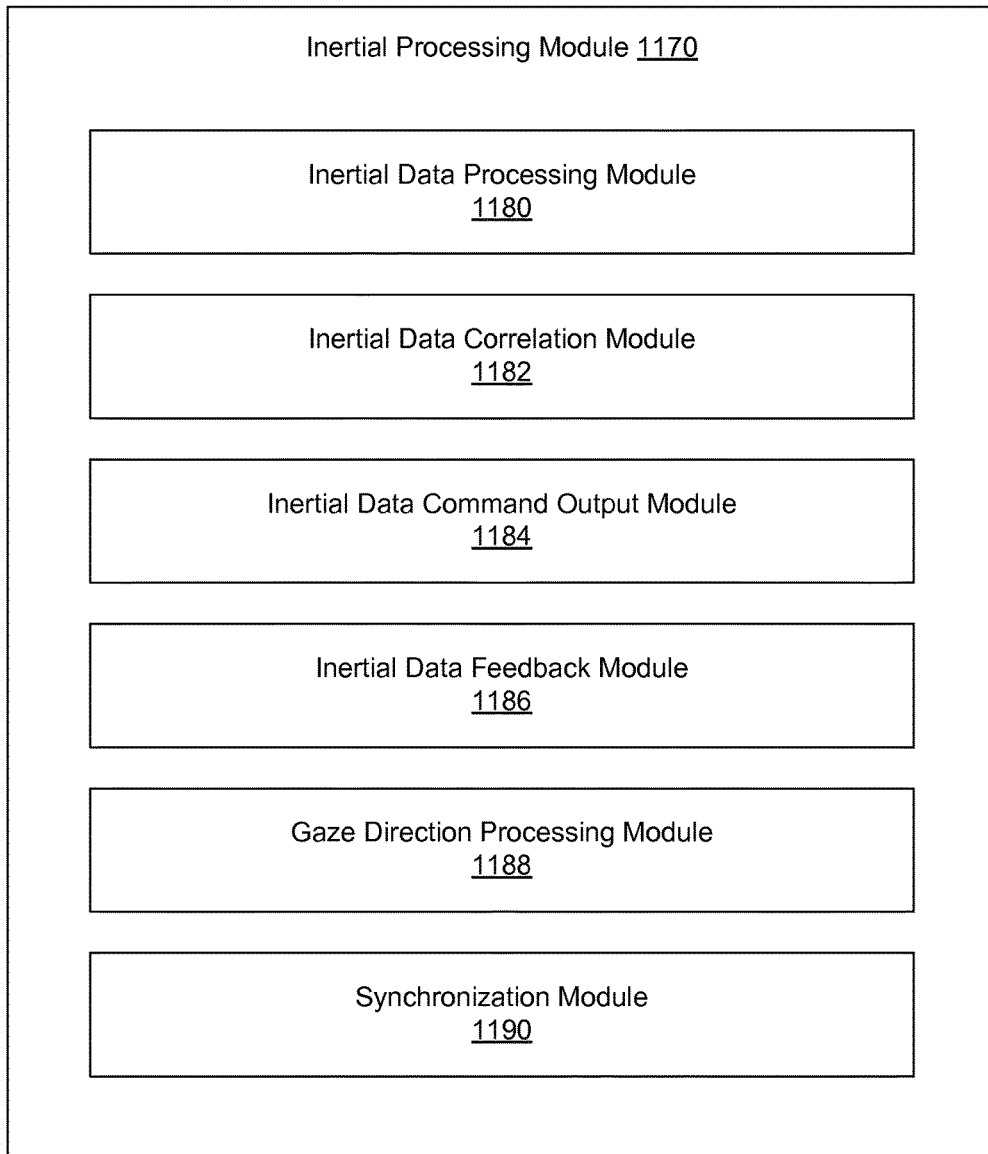 Inertial Processing Module 1170
Inertial Data Processing Module
1180
Inertial Data Correlation Module
1182
Inertial Data Command Output Module
1184
Inertial Data Feedback Module
1186
Gaze Direction Processing Module
1188
Synchronization Module
1190